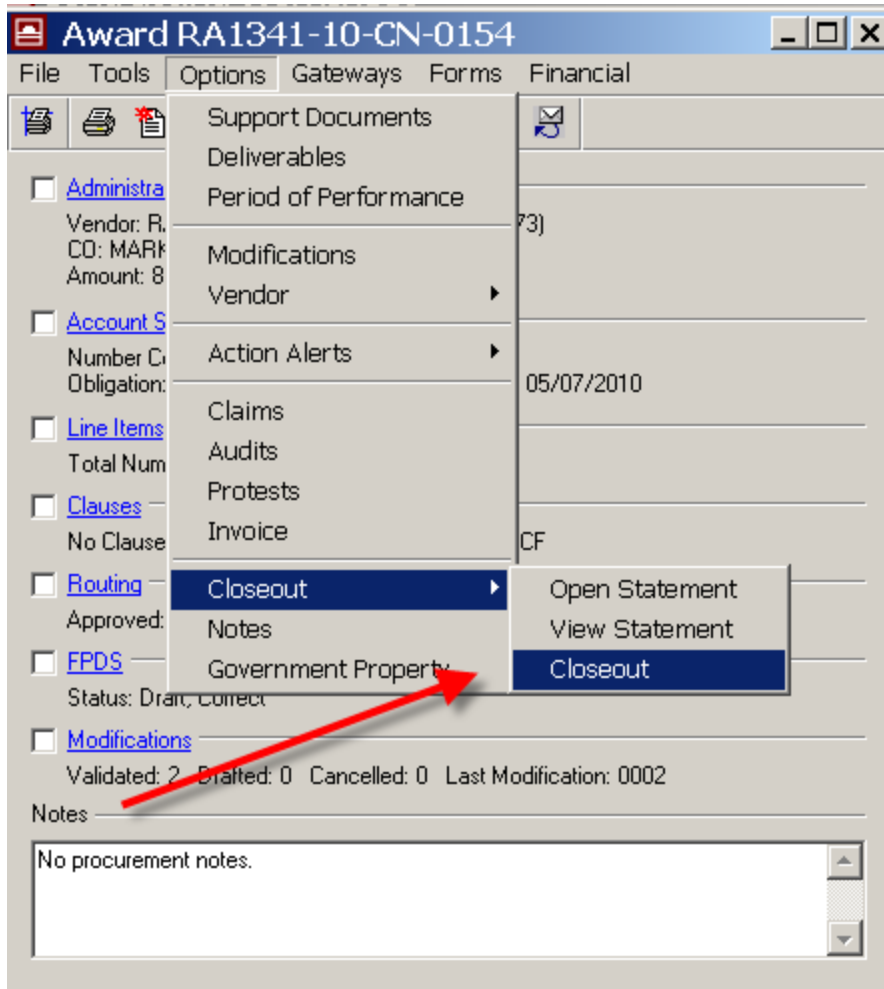 Award RA1341-10-CN-0154
File Tools Options Gateways Forms Financial
Support Documents
Deliverables
Period of Performance
Modifications
Vendor
Action Alerts
Claims
Audits
Protests
Invoice
Closeout
Notes
Government Property
Open Statement
View Statement
Closeout
Administra
Vendor: R 73)
CO: MARK
Amount: 8
Account S
Number C
Obligation: 05/07/2010
Line Items
Total Num
Clauses
No Clause CF
Routing
Approved:
FPDS
Status: Draft, Correct
Modifications
Validated: 2 Drafted: 0 Cancelled: 0 Last Modification: 0002
Notes
No procurement notes.